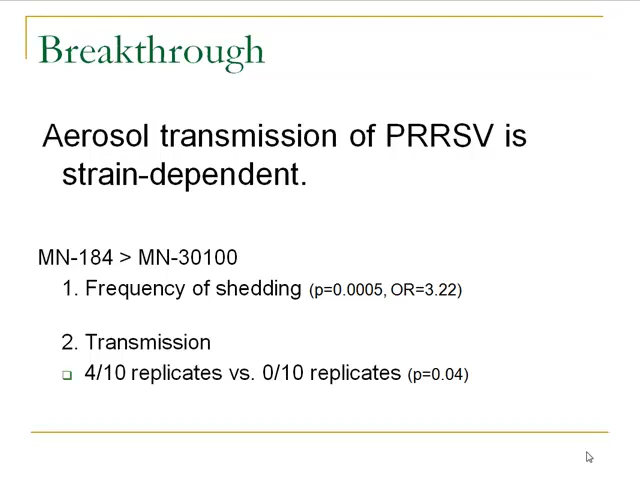 Breakthrough
Aerosol transmission of PRRSV is
strain-dependent.
MN-184 > MN-30100
1. Frequency of shedding (p=0.0005, OR=3.22)
2. Transmission
4/10 replicates vs. 0/10 replicates (p=0.04)